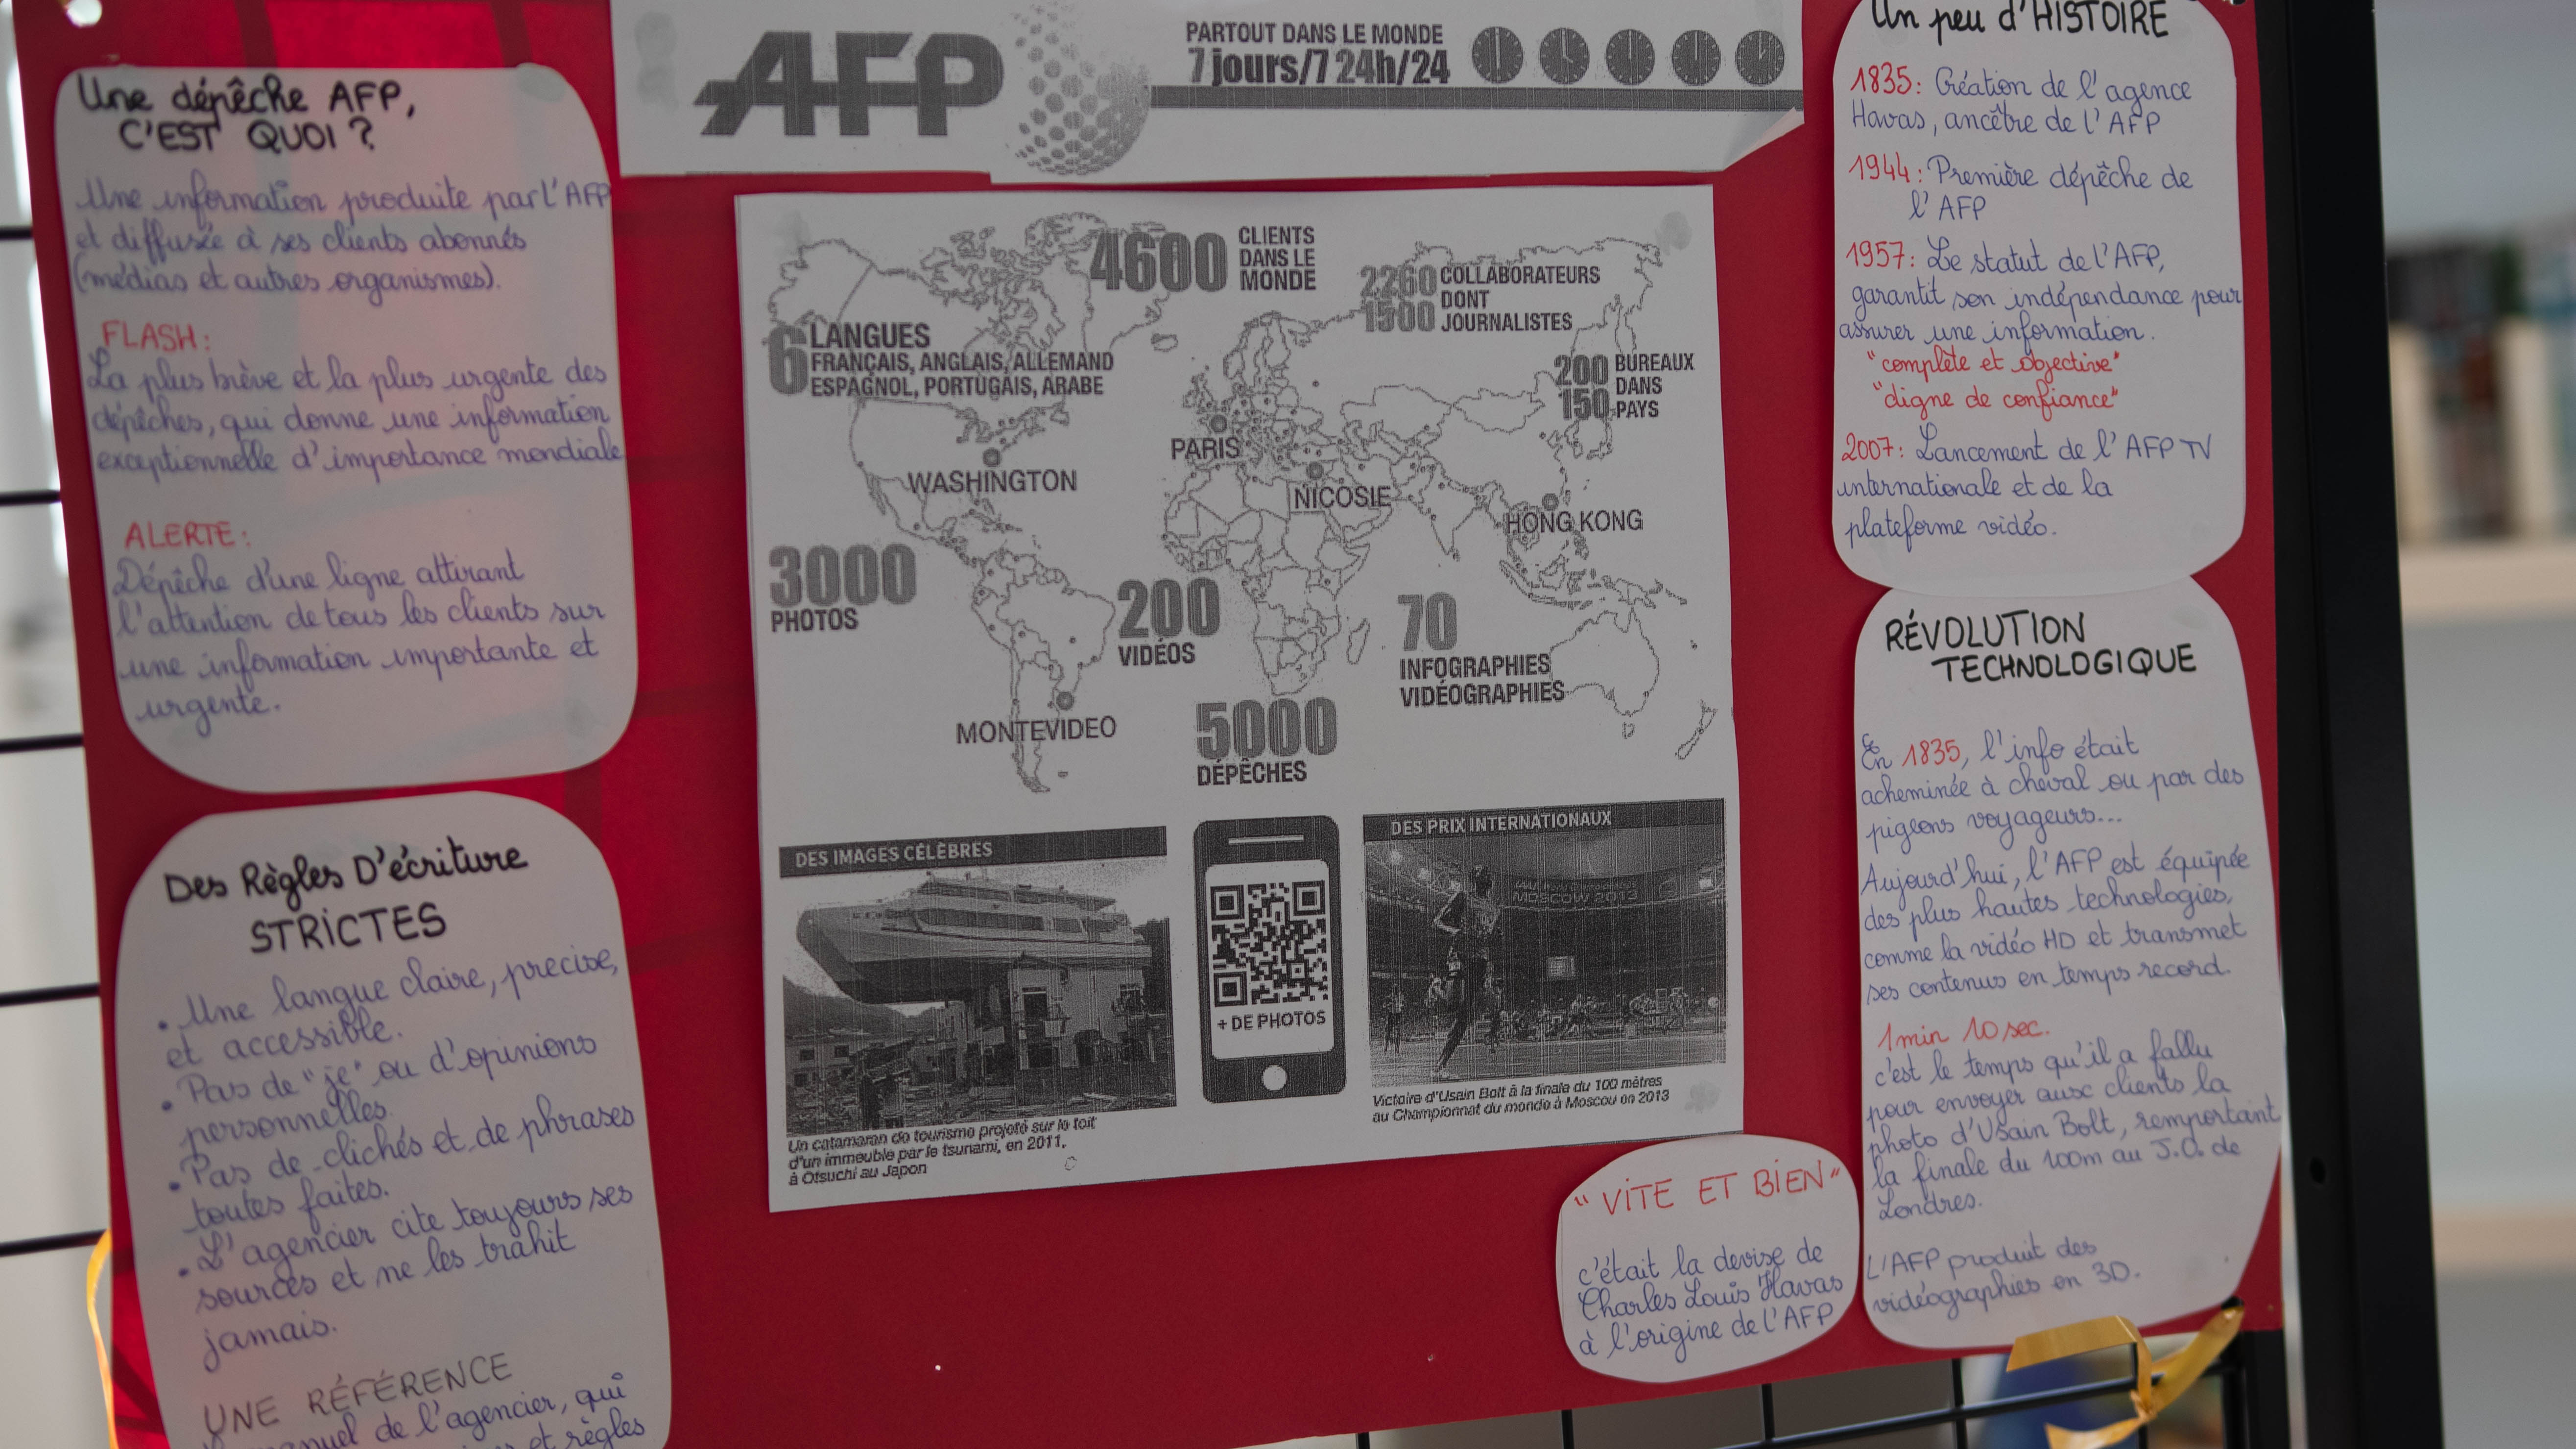 Une dépêche AFP,
C'EST QUOI ?
Une information produite par l'AFP
et diffusée à ses clients abonnés
(médias et autres organismes).
FLASH :
La plus brève et la plus urgente des
dépêches, qui donne une information
exceptionnelle d'importance mondiale
ALERTE :
Dépêche d'une ligne attirant
l'attention de tous les clients sur
une information importante et
urgente.
Des Règles D'écriture
STRICTES
• Une langue claire, precise,
et accessible.
• Pas de "je" ou d'opinions
personnelles.
• Pas de clichés et de phrases
toutes faites.
• L'agencier cite toujours ses
sources et ne les trahit
jamais.
UNE RÉFÉRENCE
manuel de l'agencier, qui
et règles
AFP
PARTOUT DANS LE MONDE
7 jours/7 24h/24
4600 CLIENTS
DANS LE
MONDE
2260 COLLABORATEURS
DONT
1500 JOURNALISTES
6 LANGUES
FRANÇAIS, ANGLAIS, ALLEMAND
ESPAGNOL, PORTUGAIS, ARABE
200 BUREAUX
DANS
150 PAYS
PARIS
WASHINGTON
NICOSIE
HONG KONG
3000
PHOTOS
200
VIDÉOS
70
INFOGRAPHIES
VIDÉOGRAPHIES
MONTEVIDEO
5000
DÉPÊCHES
DES IMAGES CÉLÈBRES
Un catamaran de tourisme projeté sur le toit
d'un immeuble par le tsunami, en 2011,
à Otsuchi au Japon
+ DE PHOTOS
DES PRIX INTERNATIONAUX
MOSCOW 2013
Victoire d'Usain Bolt à la finale du 100 mètres
au Championnat du monde à Moscou en 2013
Un peu d'HISTOIRE
1835 : Création de l'agence
Havas, ancêtre de l'AFP
1944 : Première dépêche de
l'AFP
1957 : Le statut de l'AFP,
garantit son indépendance pour
assurer une information.
"complète et objective"
"digne de confiance"
2007 : Lancement de l'AFP TV
internationale et de la
plateforme vidéo.
RÉVOLUTION
TECHNOLOGIQUE
En 1835, l'info était
acheminée à cheval ou par des
pigeons voyageurs...
Aujourd'hui, l'AFP est équipée
des plus hautes technologies,
comme la vidéo HD et transmet
ses contenus en temps record.
1 min 10 sec.
c'est le temps qu'il a fallu
pour envoyer aux clients la
photo d'Usain Bolt, remportant
la finale du 100m au J.O. de
Londres.
L'AFP produit des
vidéographies en 3D.
"VITE ET BIEN"
c'était la devise de
Charles Louis Havas
à l'origine de l'AFP